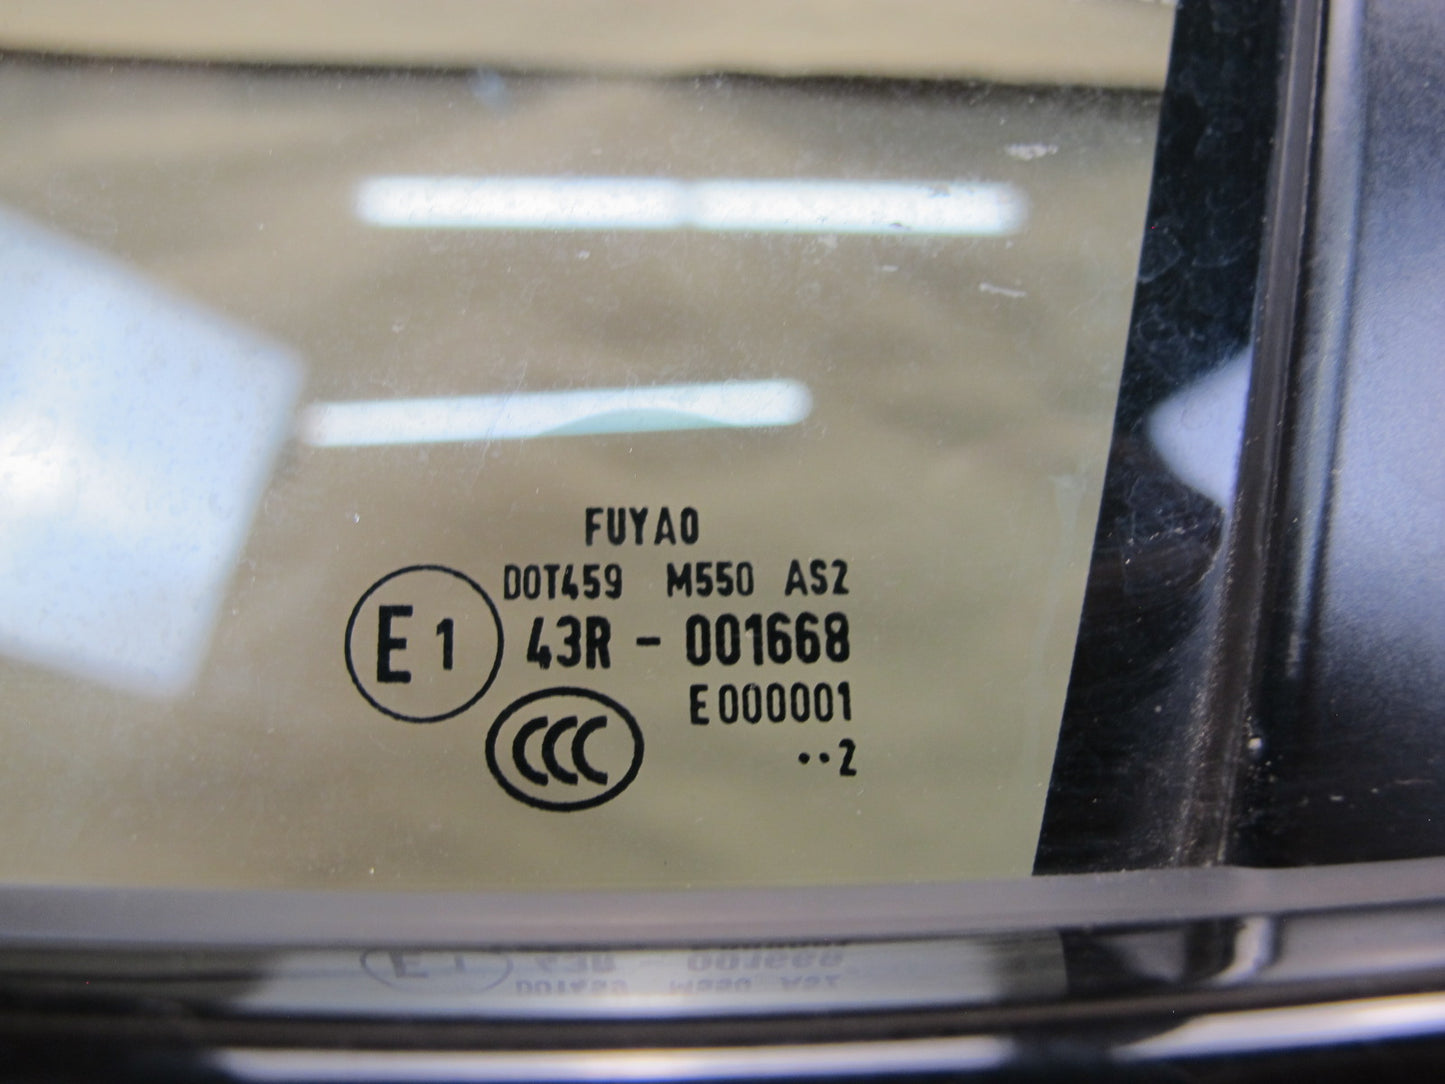 FUYAO
DOT459 M550 AS2
E1 43R - 001668
E000001
CCC
··2